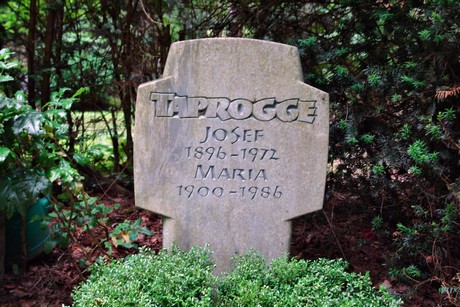 TAPROGGE
JOSEF
1896-1972
MARIA
1900-1986